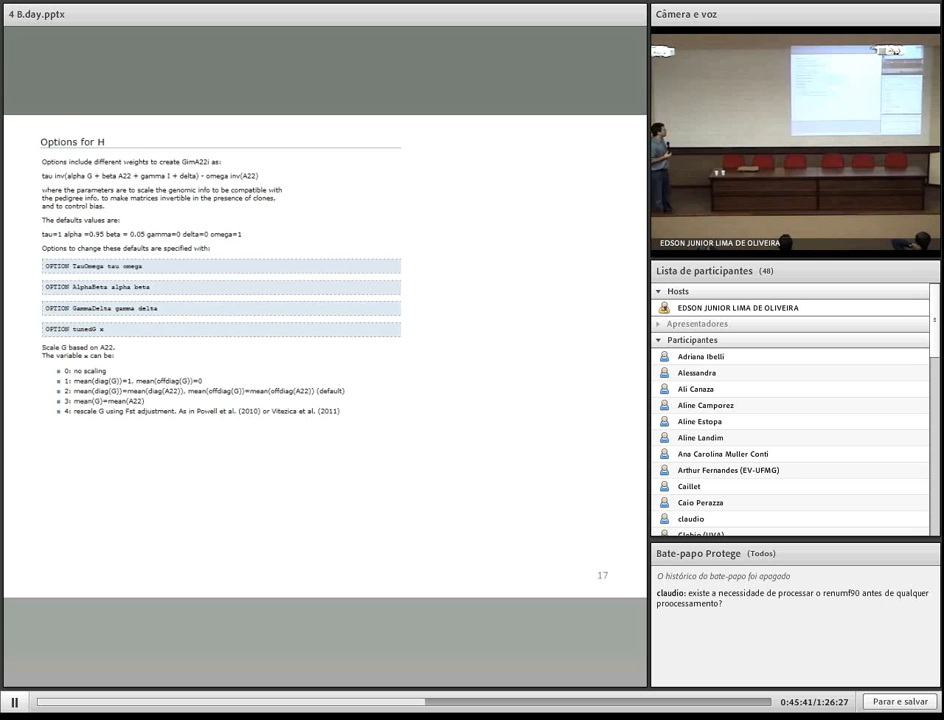 4 B.day.pptx
Options for H
Options include different weights to create GimA22i as:
tau inv(alpha G + beta A22 + gamma I + delta) - omega inv(A22)
where the parameters are to scale the genomic info to be compatible with
the pedigree info, to make matrices invertible in the presence of clones,
and to control bias.
The defaults values are:
tau=1 alpha =0.95 beta = 0.05 gamma=0 delta=0 omega=1
Options to change these defaults are specified with:
OPTION TauOmega tau omega
OPTION AlphaBeta alpha beta
OPTION GammaDelta gamma delta
OPTION tunedG x
Scale G based on A22.
The variable x can be:
0: no scaling
1: mean(diag(G))=1, mean(offdiag(G))=0
2: mean(diag(G))=mean(diag(A22)), mean(offdiag(G))=mean(offdiag(A22)) (default)
3: mean(G)=mean(A22)
4: rescale G using Fst adjustment. As in Powell et al. (2010) or Vitezica et al. (2011)
17
Câmera e voz
EDSON JUNIOR LIMA DE OLIVEIRA
Lista de participantes (48)
Hosts
EDSON JUNIOR LIMA DE OLIVEIRA
Apresentadores
Participantes
Adriana Ibelli
Alessandra
Ali Canaza
Aline Camporez
Aline Estopa
Aline Landim
Ana Carolina Muller Conti
Arthur Fernandes (EV-UFMG)
Caillet
Caio Perazza
claudio
Bate-papo Protege (Todos)
O histórico do bate-papo foi apagado
claudio: existe a necessidade de processar o renumf90 antes de qualquer
proocessamento?
0:45:41/1:26:27
Parar e salvar